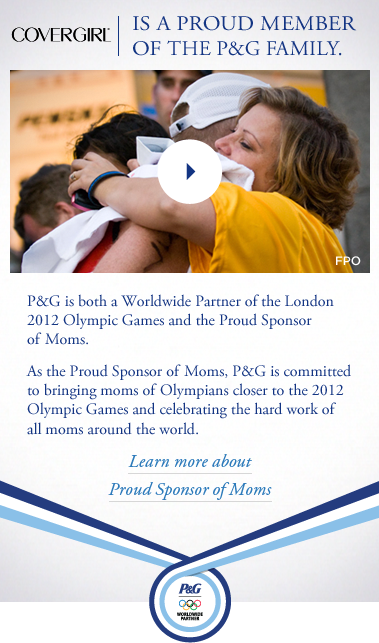 COVERGIRL
IS A PROUD MEMBER
OF THE P&G FAMILY.
FPO
P&G is both a Worldwide Partner of the London
2012 Olympic Games and the Proud Sponsor
of Moms.
As the Proud Sponsor of Moms, P&G is committed
to bringing moms of Olympians closer to the 2012
Olympic Games and celebrating the hard work of
all moms around the world.
Learn more about
Proud Sponsor of Moms
P&G
WORLDWIDE
PARTNER